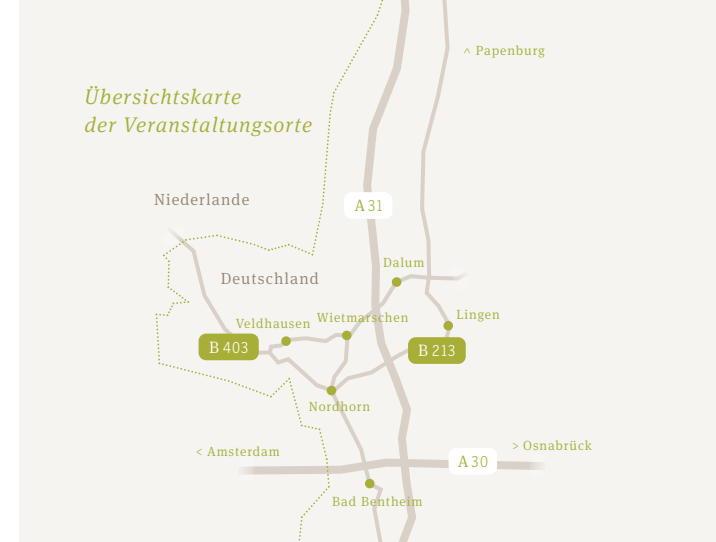 ^ Papenburg
Übersichtskarte
der Veranstaltungsorte
Niederlande
A 31
Dalum
Deutschland
Wietmarschen
Lingen
Veldhausen
B 403
B 213
Nordhorn
> Osnabrück
< Amsterdam
A 30
Bad Bentheim